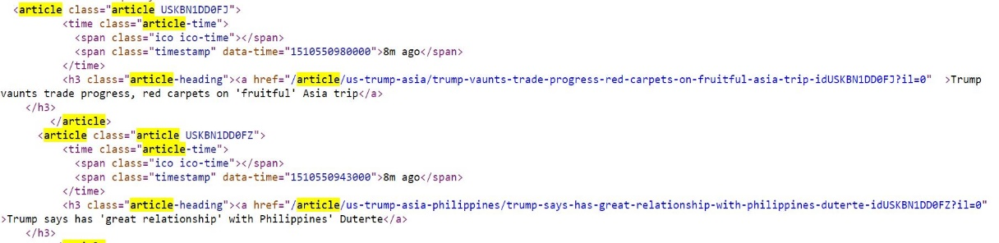 <article class="article USKBN1DD0FJ">
<time class="article-time">
<span class="ico ico-time"></span>
<span class="timestamp" data-time="1510550980000">8m ago</span>
</time>
<h3 class="article-heading"><a href="/article/us-trump-asia/trump-vaunts-trade-progress-red-carpets-on-fruitful-asia-trip-idUSKBN1DD0FJ?il=0"  >Trump
vaunts trade progress, red carpets on 'fruitful' Asia trip</a>
</h3>
</article>
<article class="article USKBN1DD0FZ">
<time class="article-time">
<span class="ico ico-time"></span>
<span class="timestamp" data-time="1510550943000">8m ago</span>
</time>
<h3 class="article-heading"><a href="/article/us-trump-asia-philippines/trump-says-has-great-relationship-with-philippines-duterte-idUSKBN1DD0FZ?il=0"
>Trump says has 'great relationship' with Philippines' Duterte</a>
</h3>